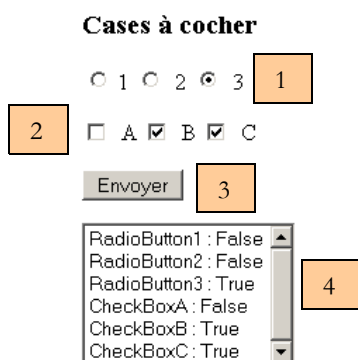 Cases à cocher
1 2 3 1
2 A B C
Envoyer 3
RadioButton1 : False
RadioButton2 : False
RadioButton3 : True 4
CheckBoxA : False
CheckBoxB : True
CheckBoxC : True